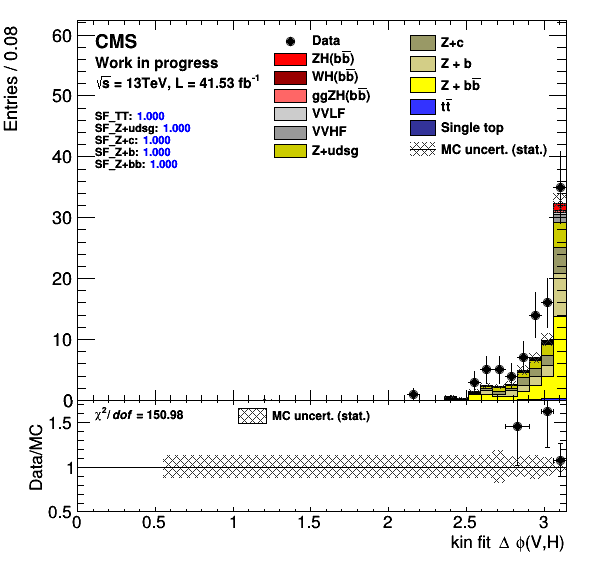 CMS
Work in progress
√s = 13TeV, L = 41.53 fb⁻¹
SF_TT: 1.000
SF_Z+udsg: 1.000
SF_Z+c: 1.000
SF_Z+b: 1.000
SF_Z+bb: 1.000
Data
ZH(bb̅)
WH(bb̅)
ggZH(bb̅)
VVLF
VVHF
Z+udsg
Z+c
Z + b
Z + bb̅
tt̅
Single top
MC uncert. (stat.)
Entries / 0.08
60
50
40
30
20
10
0
χ²/dof = 150.98
MC uncert. (stat.)
Data/MC
1.5
1
0.5
0 0.5 1 1.5 2 2.5 3
kin fit Δ ϕ(V,H)